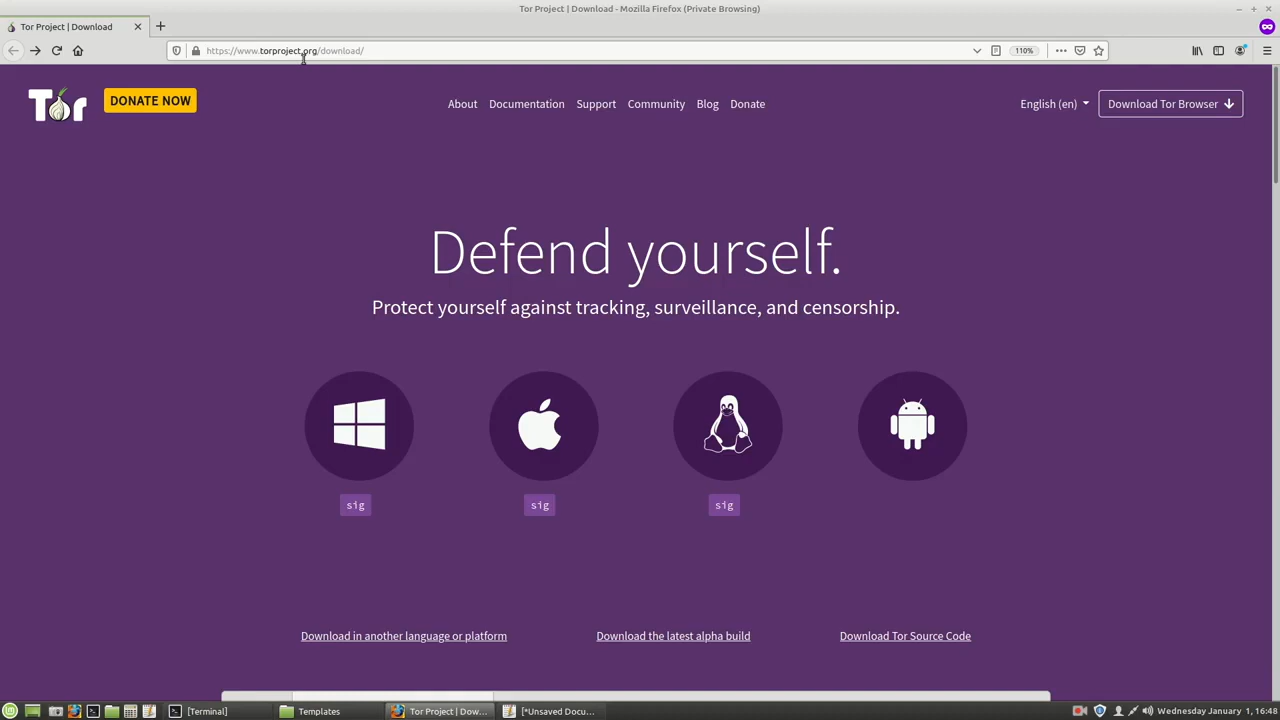 Tor Project | Download - Mozilla Firefox (Private Browsing)
Tor Project | Download
https://www.torproject.org/download/
110%
Tor
DONATE NOW
About
Documentation
Support
Community
Blog
Donate
English (en)
Download Tor Browser
Defend yourself.
Protect yourself against tracking, surveillance, and censorship.
sig
sig
sig
Download in another language or platform
Download the latest alpha build
Download Tor Source Code
[Terminal]
Templates
Tor Project | Dow...
[*Unsaved Docu...
Wednesday January 1, 16:48